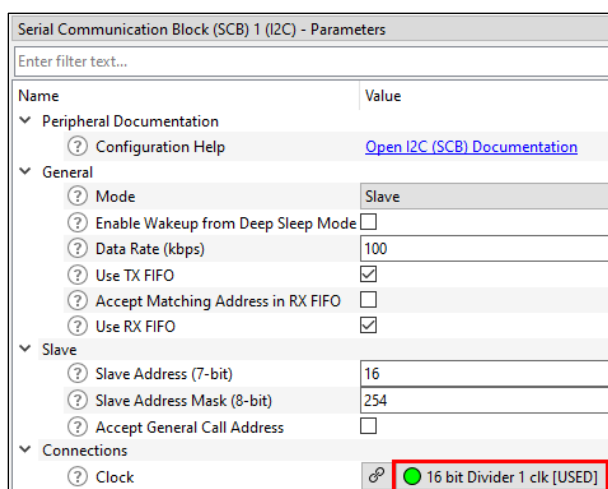 Serial Communication Block (SCB) 1 (I2C) - Parameters
Enter filter text...
Name Value
Peripheral Documentation
Configuration Help Open I2C (SCB) Documentation
General
Mode Slave
Enable Wakeup from Deep Sleep Mode
Data Rate (kbps) 100
Use TX FIFO
Accept Matching Address in RX FIFO
Use RX FIFO
Slave
Slave Address (7-bit) 16
Slave Address Mask (8-bit) 254
Accept General Call Address
Connections
Clock 16 bit Divider 1 clk [USED]